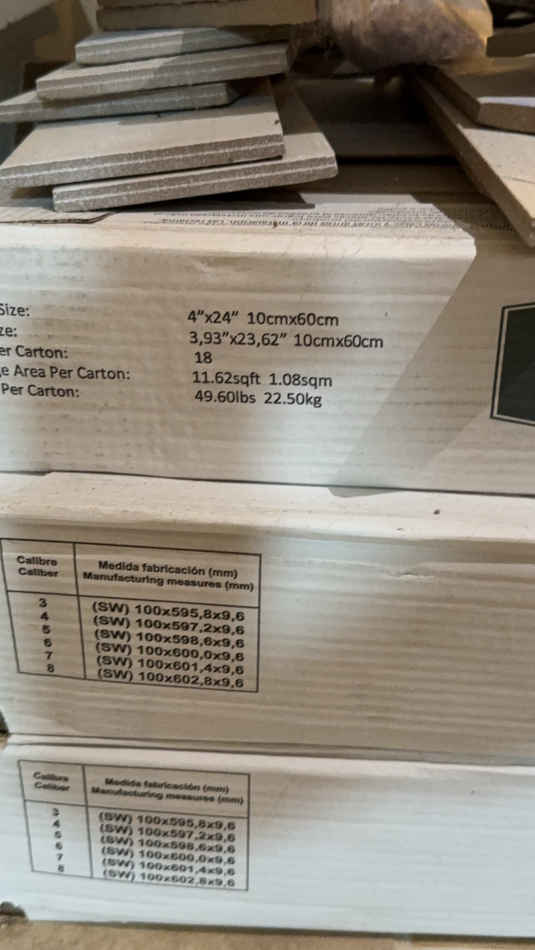 Size:
4"x24" 10cmx60cm
ze:
3,93"x23,62" 10cmx60cm
er Carton:
18
e Area Per Carton:
11.62sqft 1.08sqm
Per Carton:
49.60lbs 22.50kg
Calibre
Caliber
Medida fabricación (mm)
Manufacturing measures (mm)
3 (SW) 100x595,8x9,6
4 (SW) 100x597,2x9,6
5 (SW) 100x598,6x9,6
6 (SW) 100x600,0x9,6
7 (SW) 100x601,4x9,6
8 (SW) 100x602,8x9,6
Calibre
Caliber
Medida fabricación (mm)
Manufacturing measures (mm)
3 (SW) 100x595,8x9,6
4 (SW) 100x597,2x9,6
5 (SW) 100x598,6x9,6
6 (SW) 100x600,0x9,6
7 (SW) 100x601,4x9,6
8 (SW) 100x602,8x9,6